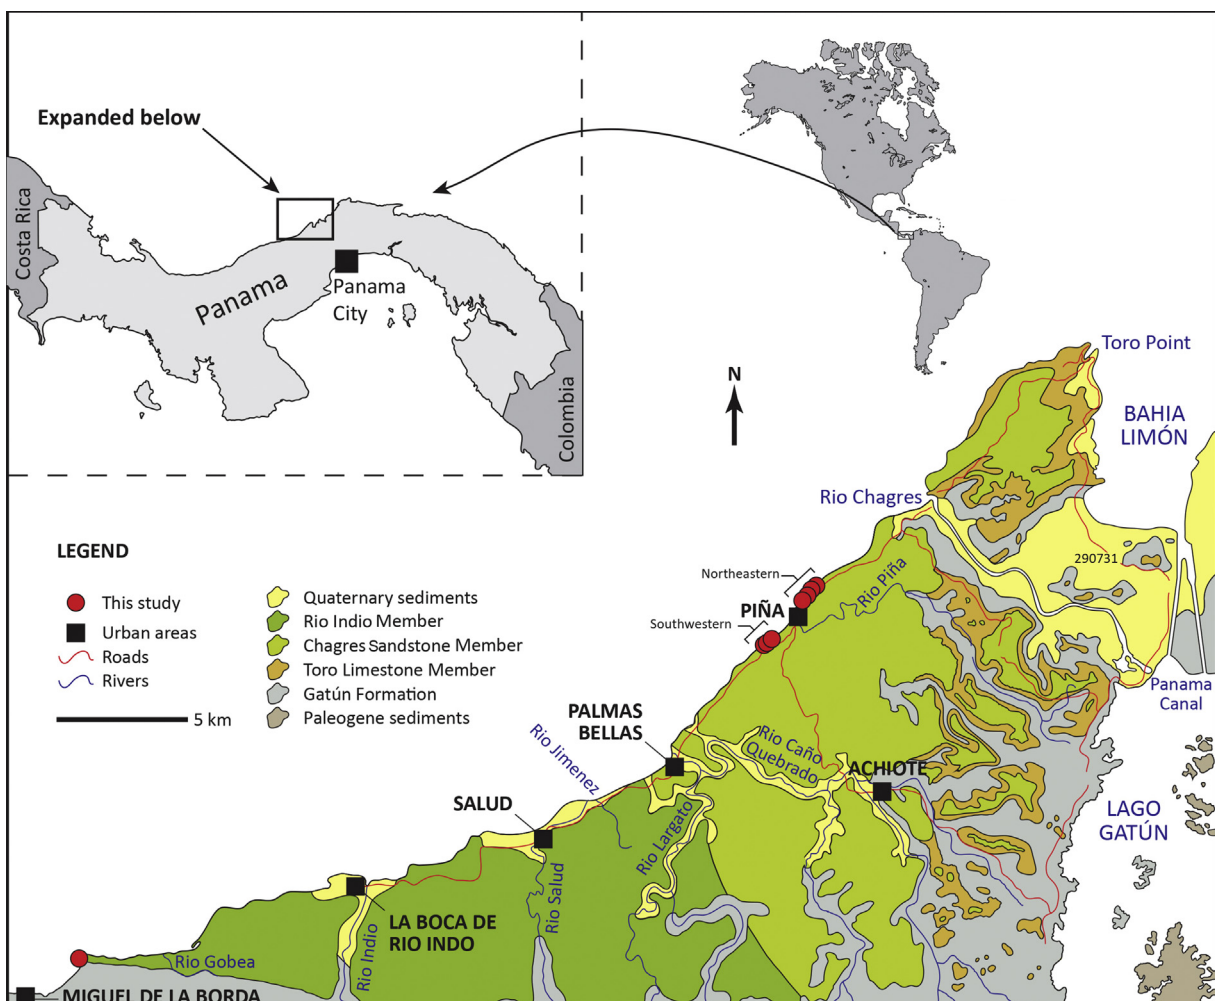 Expanded below
Costa Rica
Panama
Panama
City
Colombia
N
Toro Point
BAHIA
LIMÓN
Rio Chagres
290731
Northeastern
Rio Piña
PIÑA
Southwestern
Panama
Canal
LEGEND
This study
Urban areas
Roads
Rivers
5 km
Quaternary sediments
Rio Indio Member
Chagres Sandstone Member
Toro Limestone Member
Gatún Formation
Paleogene sediments
PALMAS
BELLAS
Rio Jimenez
Rio Caño
Quebrado
ACHIOTE
SALUD
Rio Largato
LAGO
GATÚN
Rio Salud
LA BOCA DE
RIO INDO
Rio Indio
Rio Gobea
MIGUEL DE LA BORDA